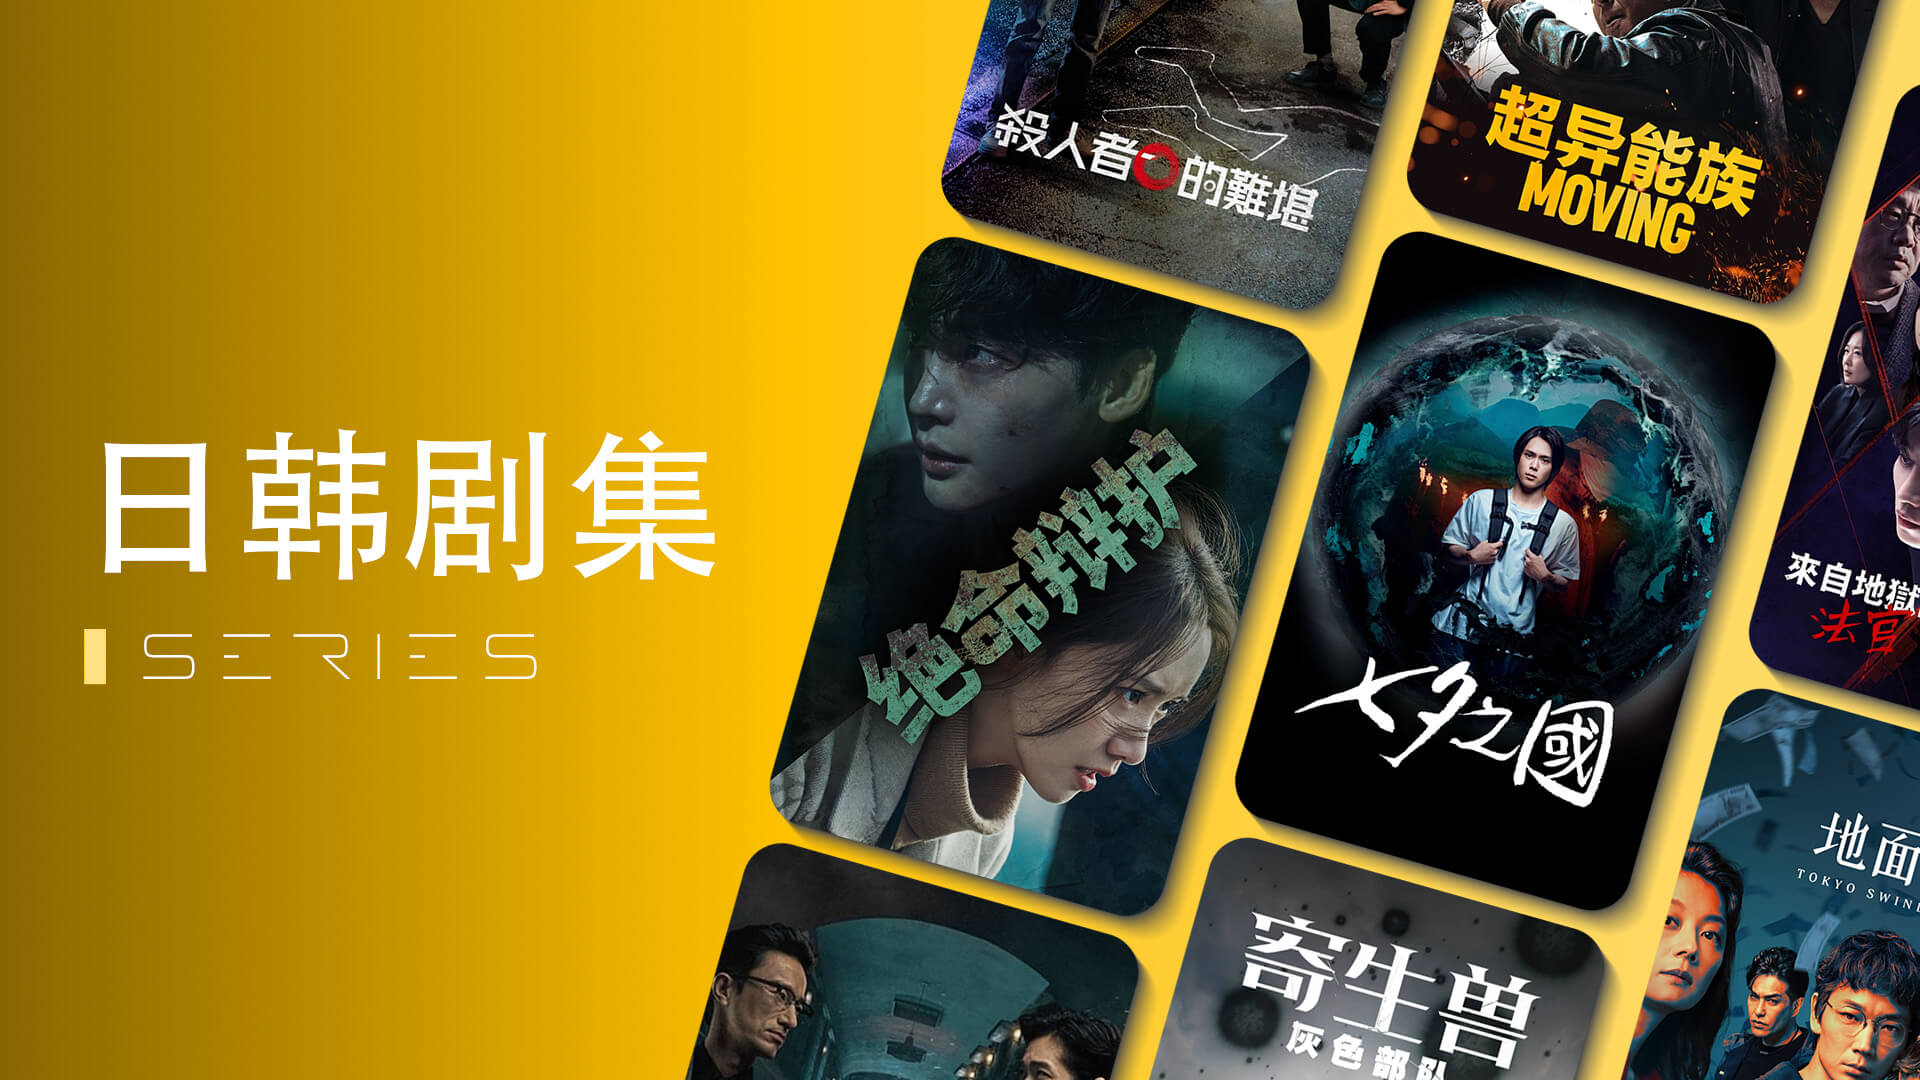 日韩剧集
SERIES
殺人者的難堪
超异能族
MOVING
绝命辩护
七夕之國
來自地獄
法官
地面
TOKYO SWIN
寄生兽
灰色部队